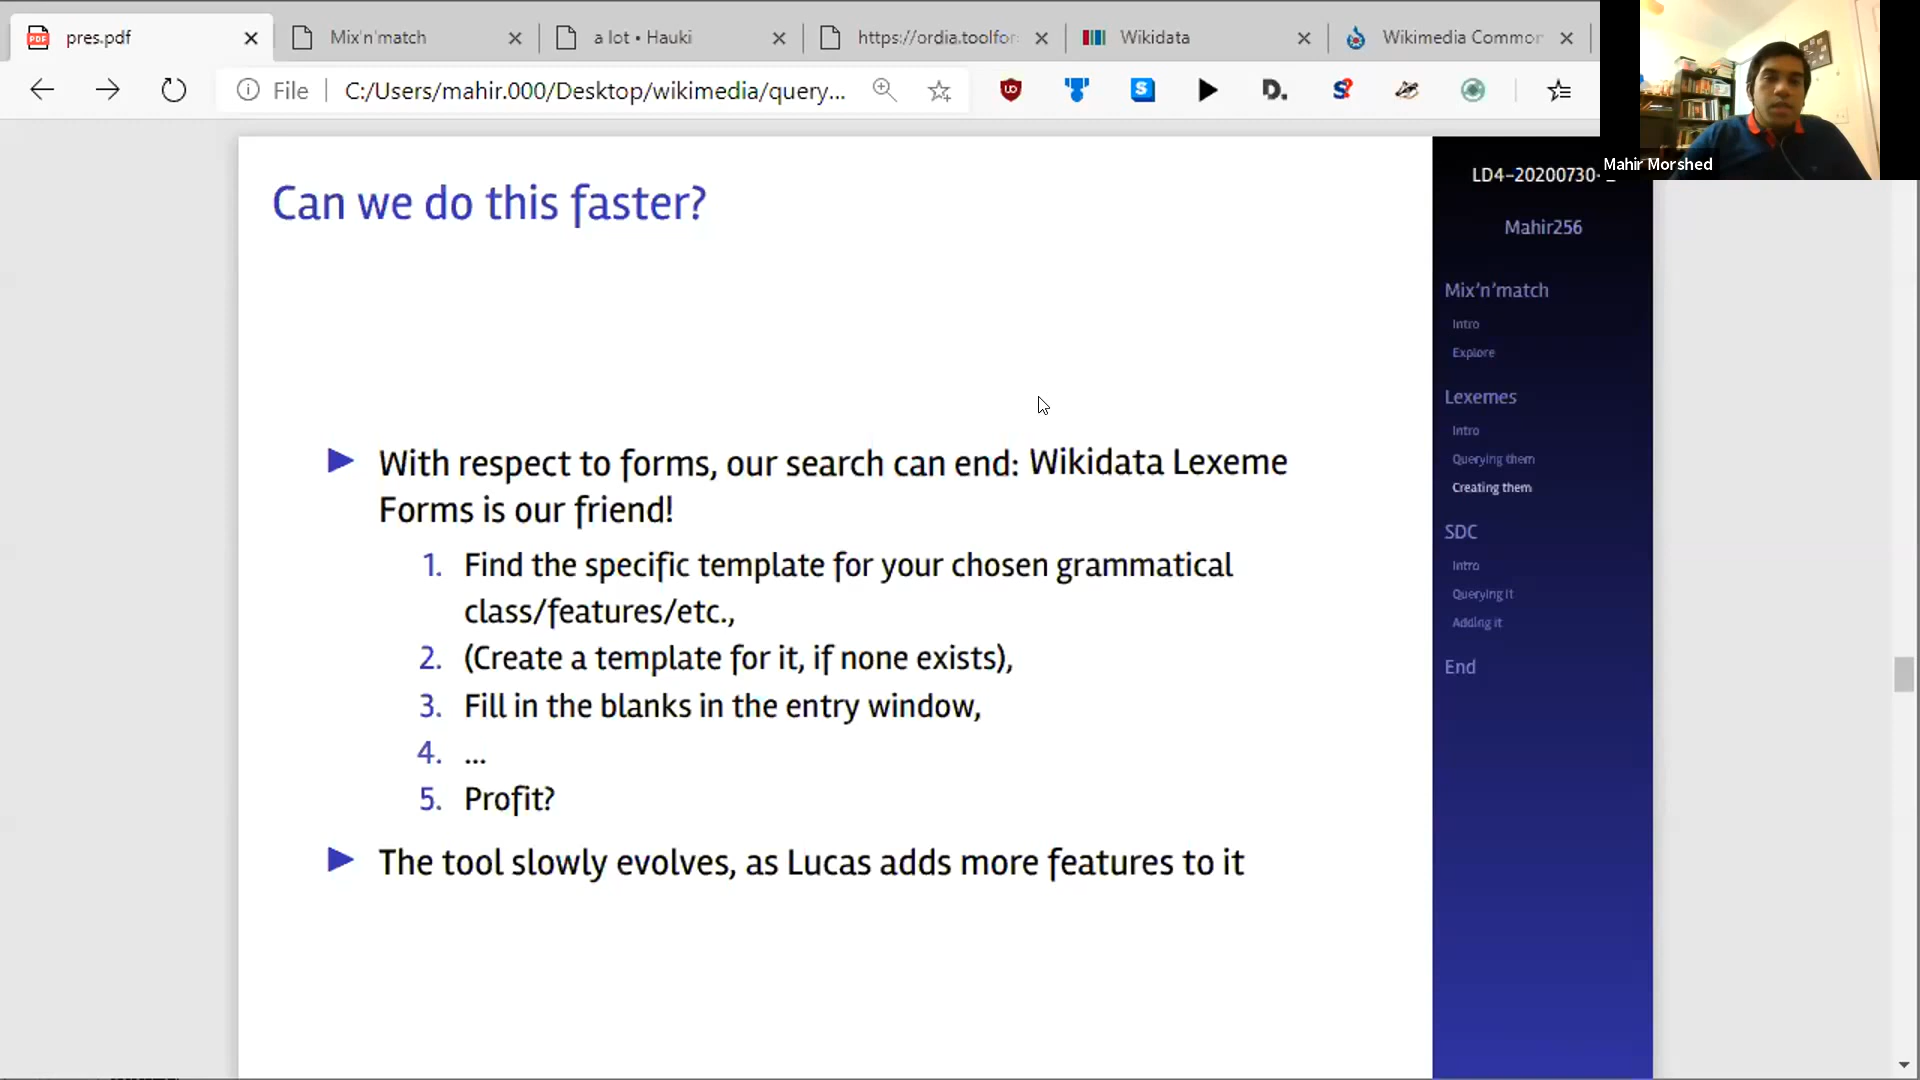 pres.pdf
Mix'n'match
a lot • Hauki
https://ordia.toolfor
Wikidata
Wikimedia Common
File
C:/Users/mahir.000/Desktop/wikimedia/query...
Mahir Morshed
Can we do this faster?
With respect to forms, our search can end: Wikidata Lexeme
Forms is our friend!
1. Find the specific template for your chosen grammatical
class/features/etc.,
2. (Create a template for it, if none exists),
3. Fill in the blanks in the entry window,
4. ...
5. Profit?
The tool slowly evolves, as Lucas adds more features to it
LD4-20200730-
Mahir256
Mix'n'match
Intro
Explore
Lexemes
Intro
Querying them
Creating them
SDC
Intro
Querying it
Adding it
End